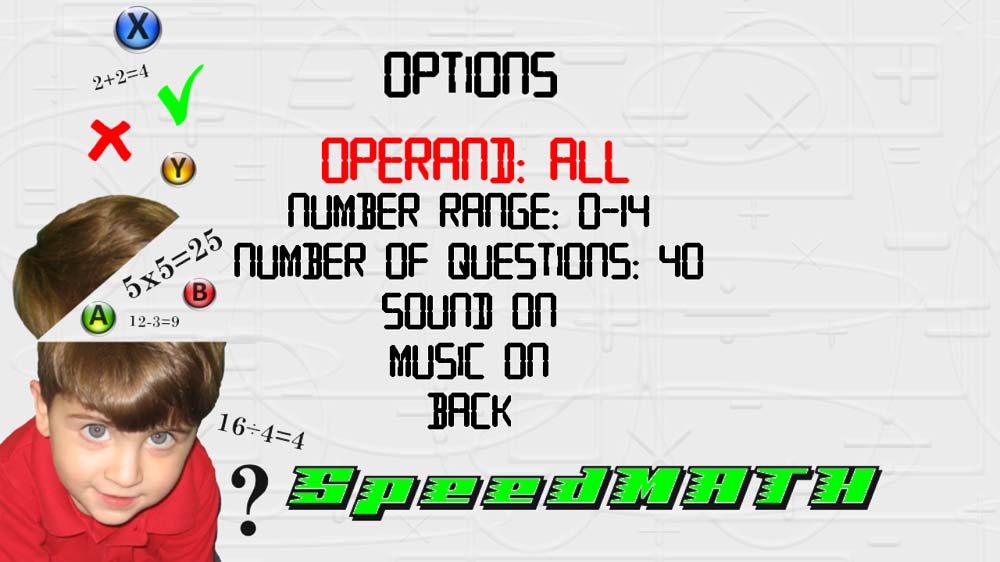 X
2+2=4
Y
5x5=25
B
A
12-3=9
16÷4=4
?
OPTIONS
OPERAND: ALL
NUMBER RANGE: 0-14
NUMBER OF QUESTIONS: 40
SOUND ON
MUSIC ON
BACK
SpeedMATH